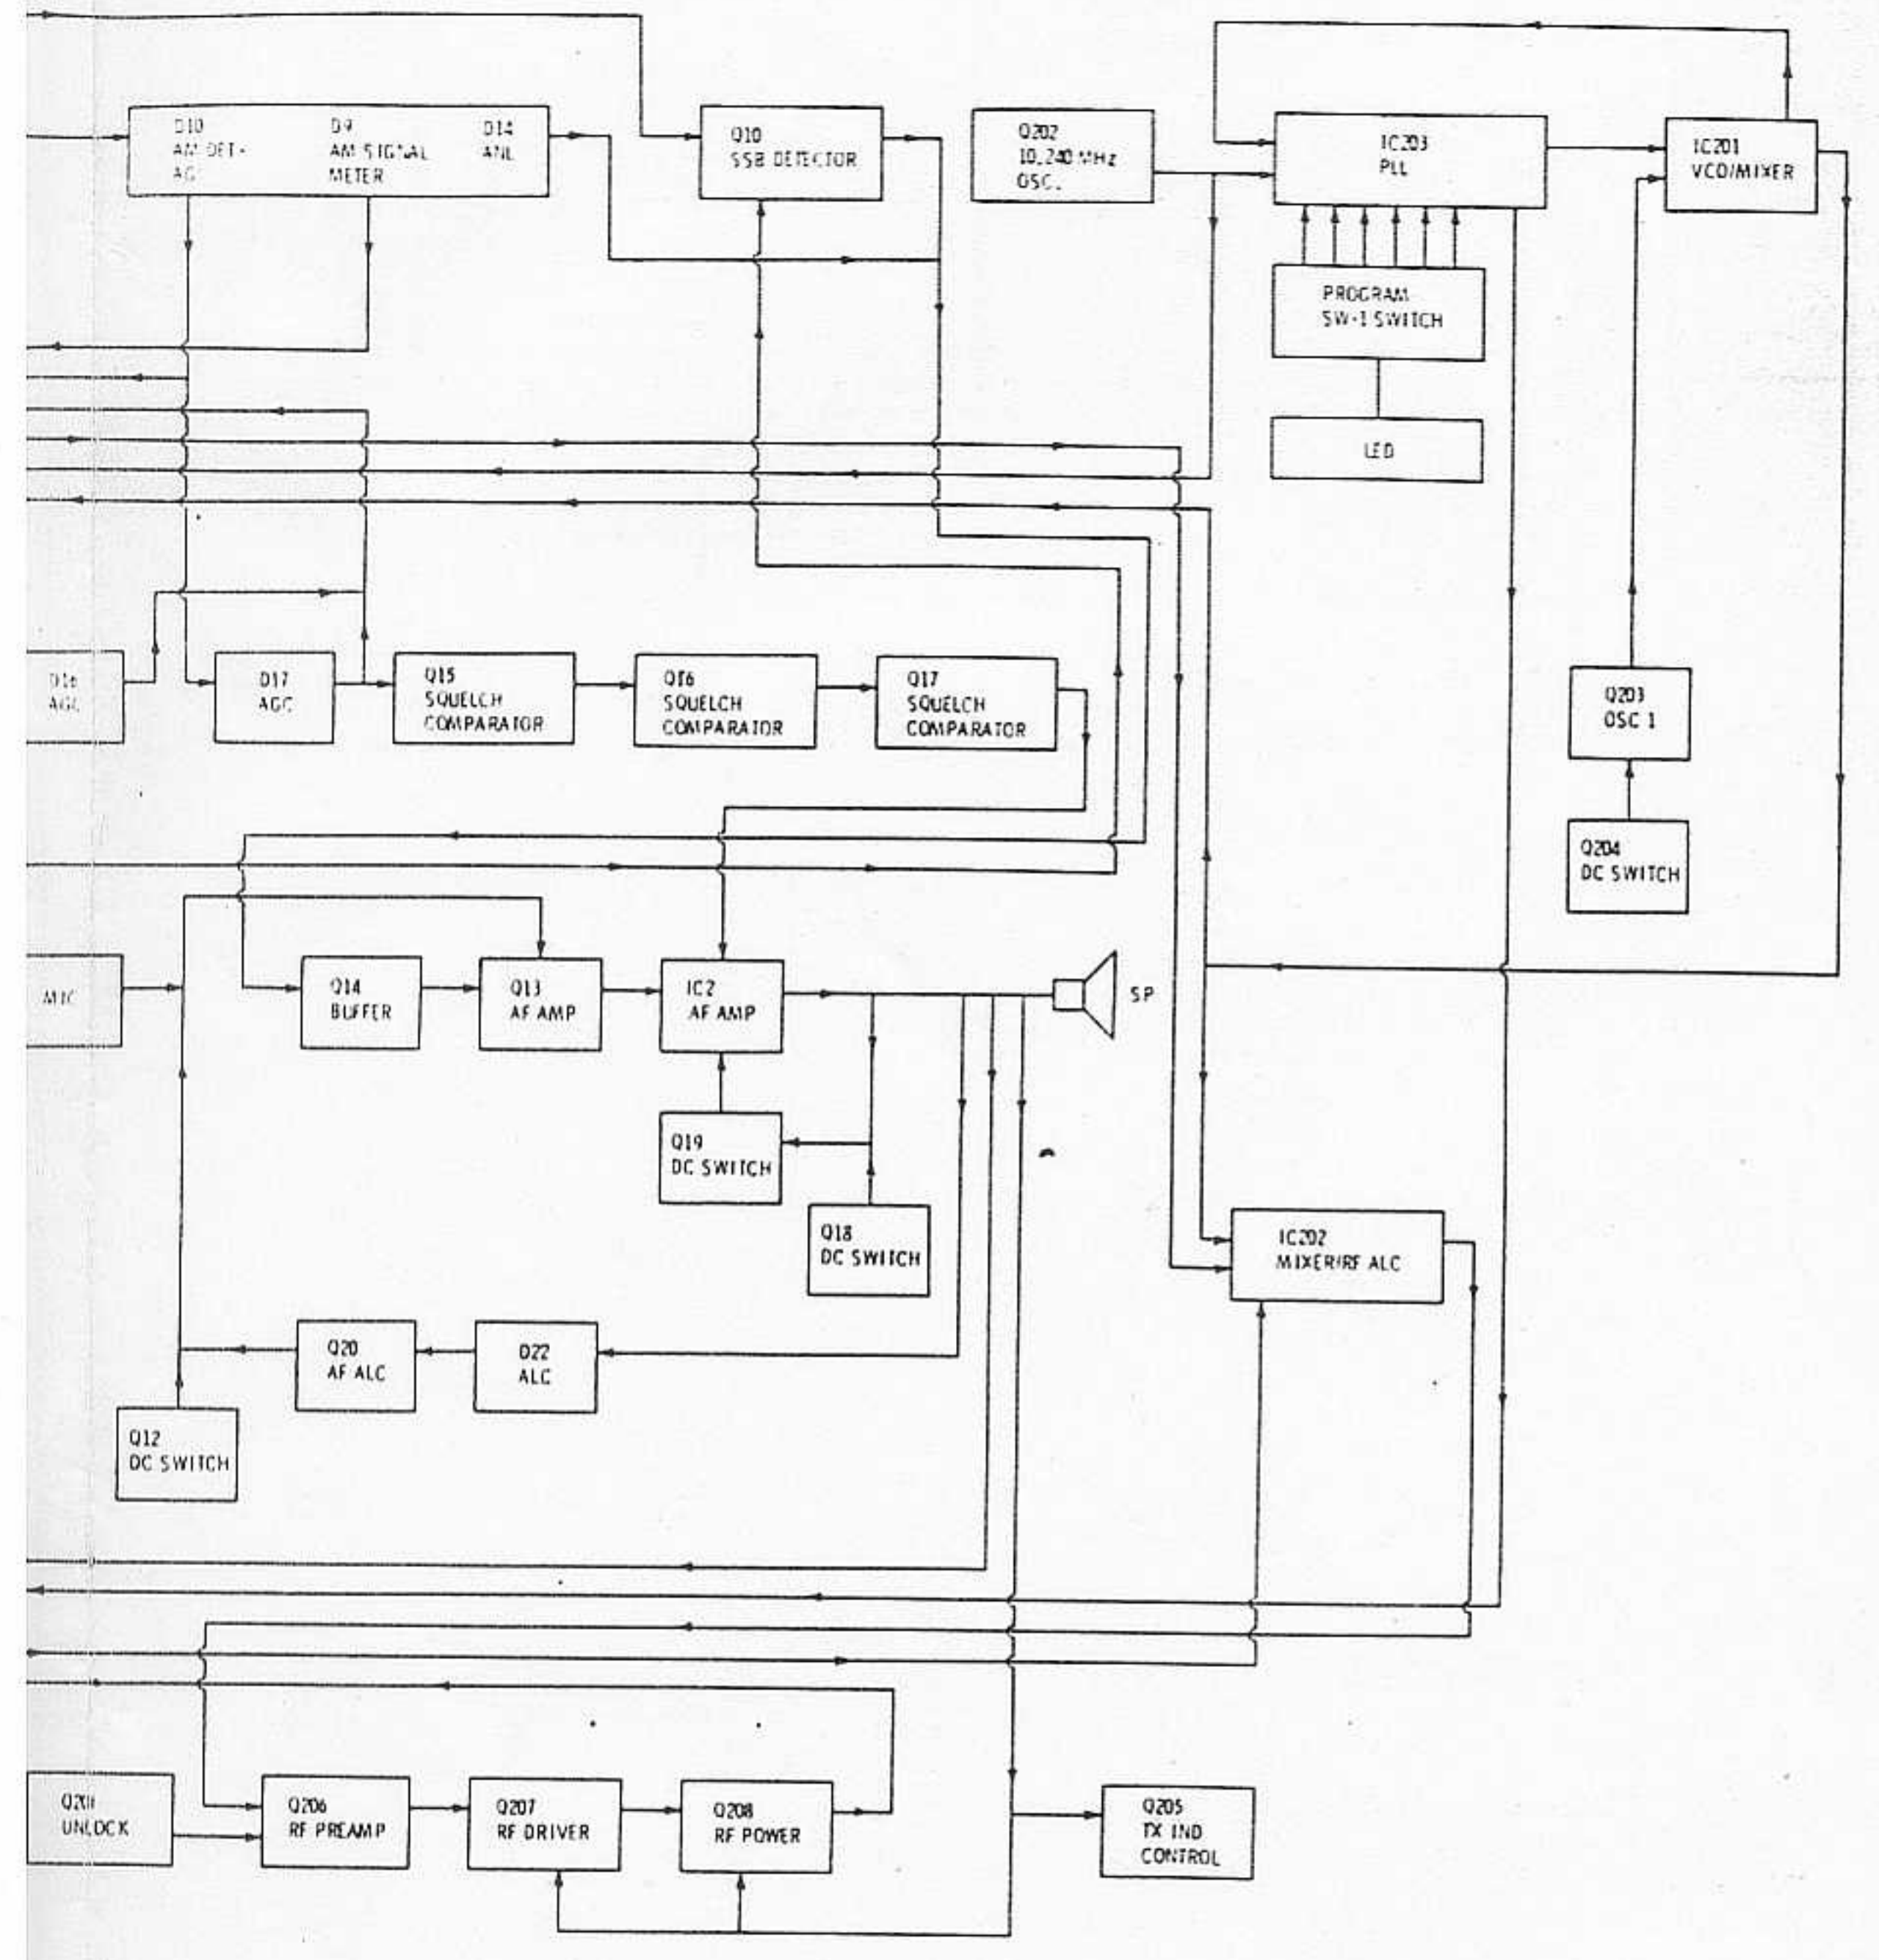 D10
AM DET-
D9
AM SIGNAL
METER
D14
ANL
Q10
SSB DETECTOR
Q202
10.240 MHz
OSC.
IC203
PLL
IC201
VCO/MIXER
PROGRAM
SW-1 SWITCH
LED
D16
AGC
D17
AGC
Q15
SQUELCH
COMPARATOR
Q16
SQUELCH
COMPARATOR
Q17
SQUELCH
COMPARATOR
Q203
OSC 1
Q204
DC SWITCH
MIC
Q14
BUFFER
Q13
AF AMP
IC2
AF AMP
SP
Q19
DC SWITCH
Q18
DC SWITCH
IC202
MIXER/RF ALC
Q20
AF ALC
D22
ALC
Q12
DC SWITCH
UNLOCK
Q206
RF PREAMP
Q207
RF DRIVER
Q208
RF POWER
Q205
TX IND
CONTROL